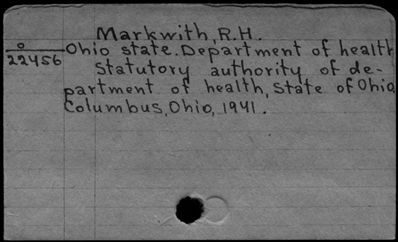 Markwith, R.H.
o
22456
Ohio state. Department of health
Statutory authority of de-
partment of health, State of Ohio
Columbus, Ohio, 1941.